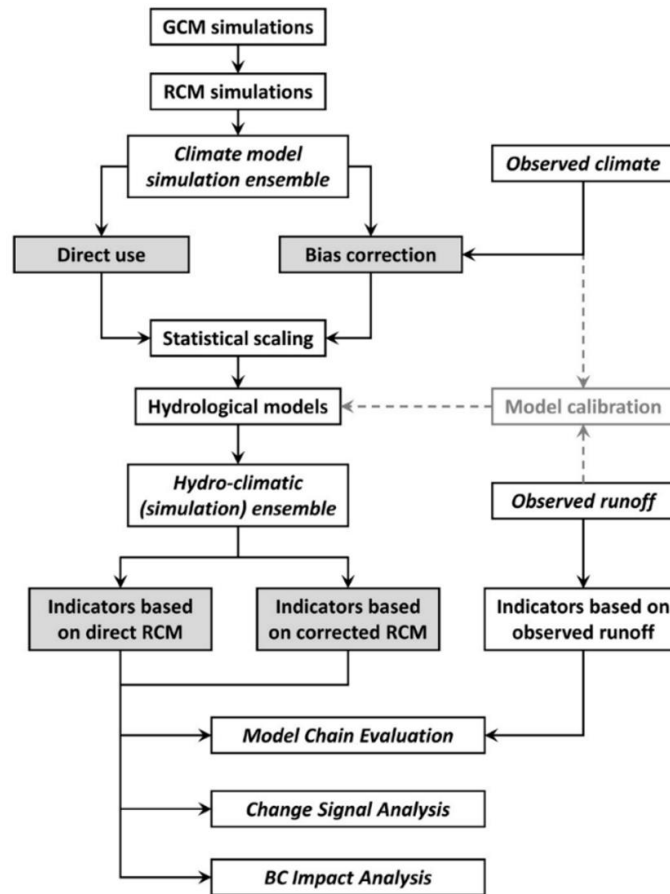 GCM simulations
RCM simulations
Climate model
simulation ensemble
Observed climate
Direct use
Bias correction
Statistical scaling
Hydrological models
Model calibration
Hydro-climatic
(simulation) ensemble
Observed runoff
Indicators based
on direct RCM
Indicators based
on corrected RCM
Indicators based on
observed runoff
Model Chain Evaluation
Change Signal Analysis
BC Impact Analysis